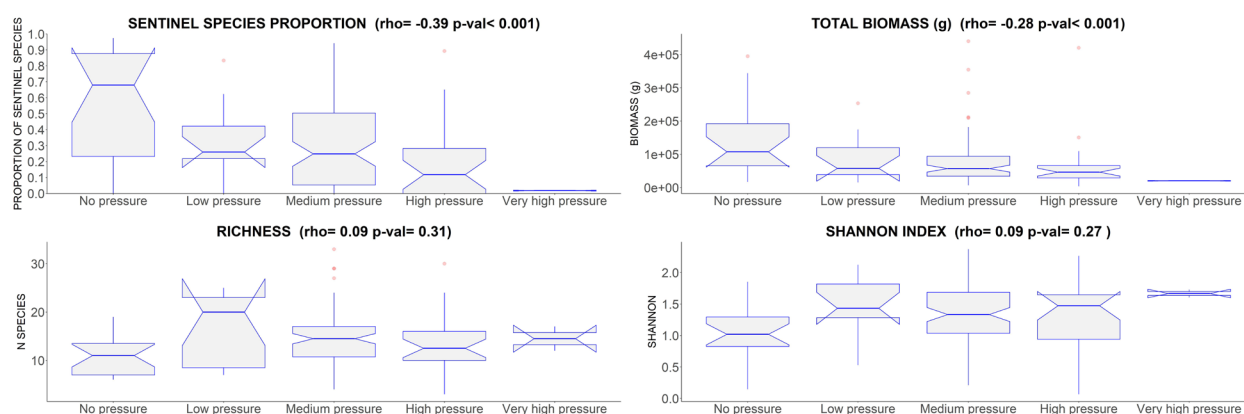 SENTINEL SPECIES PROPORTION (rho= -0.39 p-val< 0.001)
PROPORTION OF SENTINEL SPECIES
1.0
0.9
0.8
0.7
0.6
0.5
0.4
0.3
0.2
0.1
0.0
No pressure Low pressure Medium pressure High pressure Very high pressure
TOTAL BIOMASS (g) (rho= -0.28 p-val< 0.001)
BIOMASS (g)
4e+05
3e+05
2e+05
1e+05
0e+00
No pressure Low pressure Medium pressure High pressure Very high pressure
RICHNESS (rho= 0.09 p-val= 0.31)
N SPECIES
30
20
10
No pressure Low pressure Medium pressure High pressure Very high pressure
SHANNON INDEX (rho= 0.09 p-val= 0.27 )
SHANNON
2.0
1.5
1.0
0.5
0.0
No pressure Low pressure Medium pressure High pressure Very high pressure